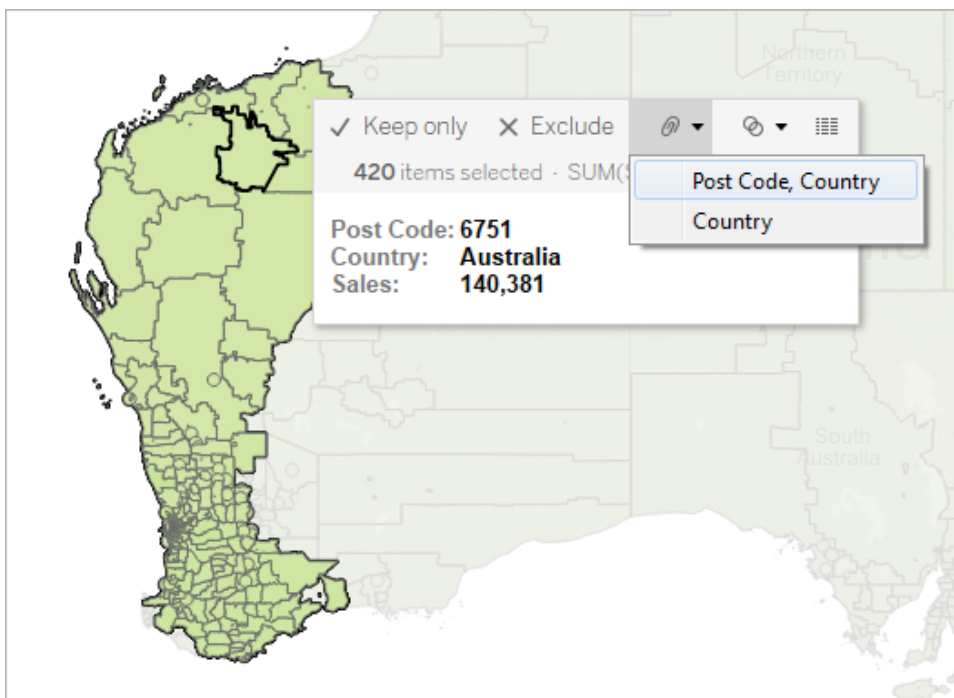 Northern
Territory
Keep only Exclude
420 items selected · SUM(S
Post Code, Country
Country
Post Code: 6751
Country: Australia
Sales: 140,381
South
Australia